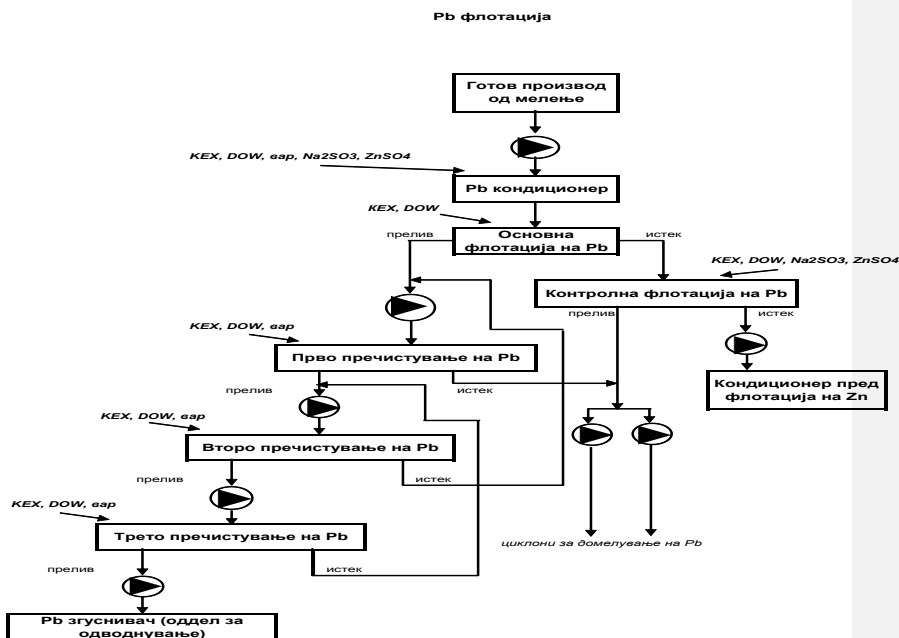 Pb флотација
Готов производ
од мелење
KEX, DOW, вар, Na2SO3, ZnSO4
Pb кондиционер
KEX, DOW
прелив
Основна
флотација на Pb
истек
KEX, DOW, Na2SO3, ZnSO4
Контролна флотација на Pb
прелив
истек
KEX, DOW, вар
Прво пречистување на Pb
Кондиционер пред
флотација на Zn
прелив
истек
KEX, DOW, вар
Второ пречистување на Pb
прелив
истек
KEX, DOW, вар
Трето пречистување на Pb
циклони за домелување на Pb
прелив
истек
Pb згуснивач (оддел за
одводнување)